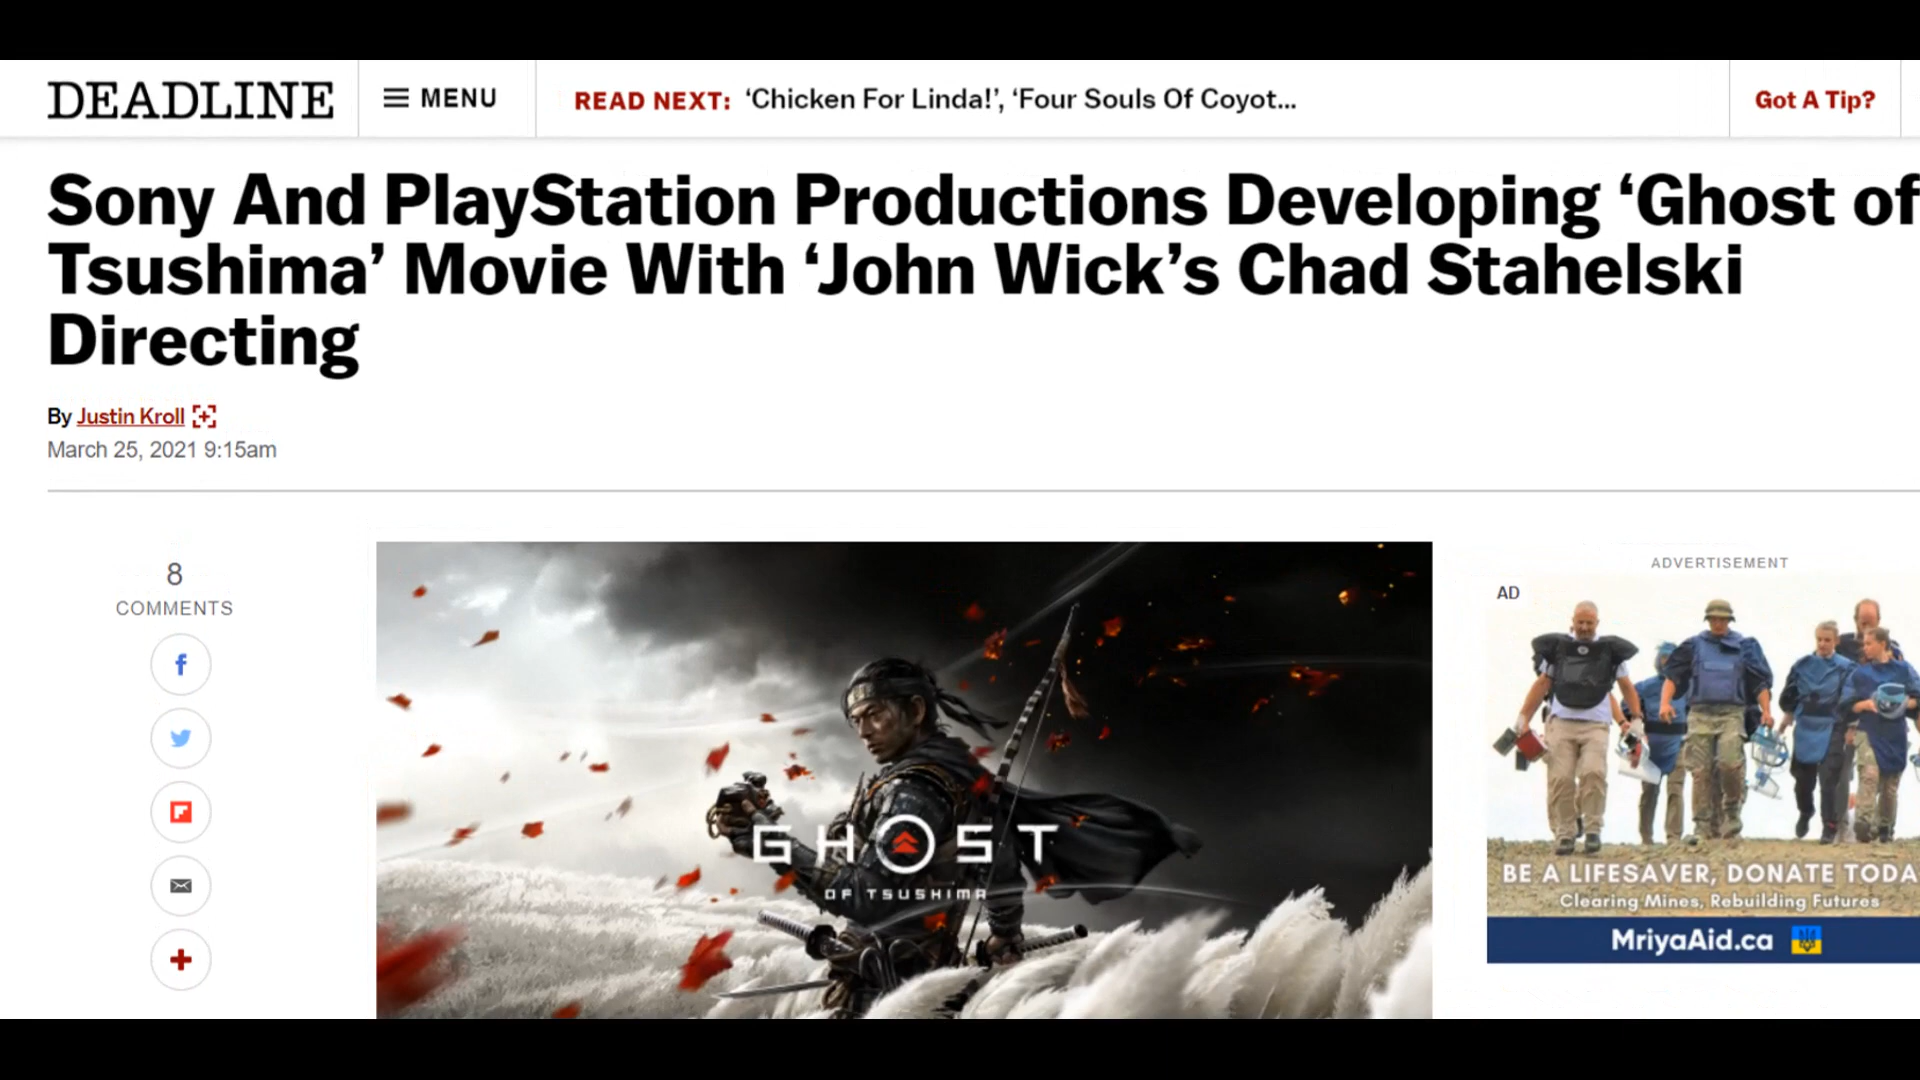 DEADLINE
MENU
READ NEXT: ‘Chicken For Linda!’, ‘Four Souls Of Coyot...
Got A Tip?
Sony And PlayStation Productions Developing ‘Ghost of
Tsushima’ Movie With ‘John Wick’s Chad Stahelski
Directing
By Justin Kroll
March 25, 2021 9:15am
8
COMMENTS
GHOST
OF TSUSHIMA
ADVERTISEMENT
AD
BE A LIFESAVER, DONATE TODA
Clearing Mines, Rebuilding Futures
MriyaAid.ca